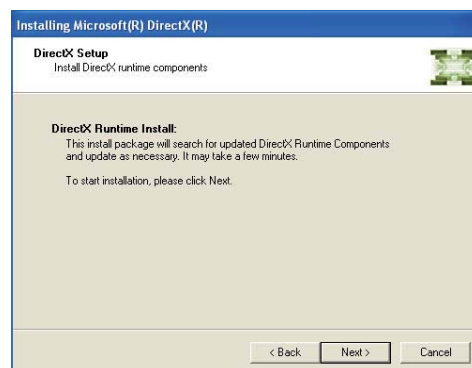 Installing Microsoft(R) DirectX(R)
DirectX Setup
Install DirectX runtime components
DirectX Runtime Install:
This install package will search for updated DirectX Runtime Components
and update as necessary. It may take a few minutes.
To start installation, please click Next.
< Back Next > Cancel